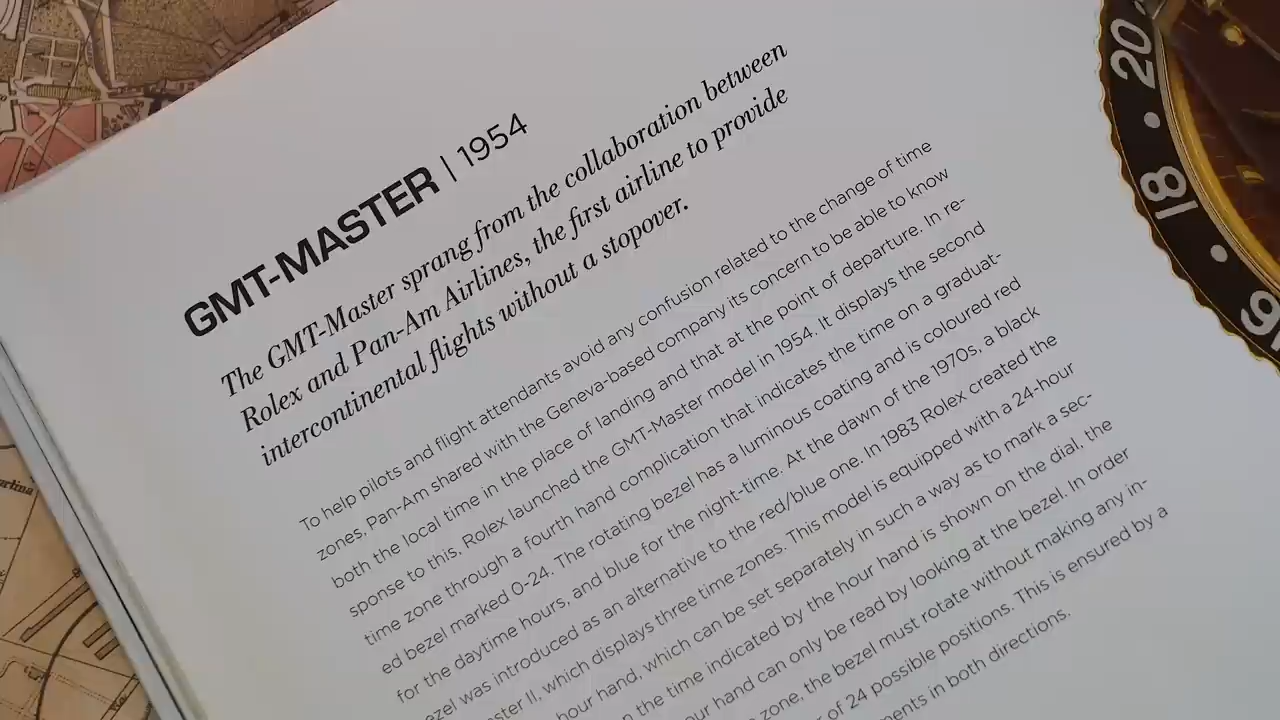 GMT-MASTER | 1954
The GMT-Master sprang from the collaboration between
Rolex and Pan-Am Airlines, the first airline to provide
intercontinental flights without a stopover.
To help pilots and flight attendants avoid any confusion related to the change of time
zones, Pan-Am shared with the Geneva-based company its concern to be able to know
both the local time in the place of landing and that at the point of departure. In re-
sponse to this, Rolex launched the GMT-Master model in 1954. It displays the second
time zone through a fourth hand complication that indicates the time on a graduat-
ed bezel marked 0-24. The rotating bezel has a luminous coating and is coloured red
for the daytime hours, and blue for the night-time. At the dawn of the 1970s, a black
ezel was introduced as an alternative to the red/blue one. In 1983 Rolex created the
ster II, which displays three time zones. This model is equipped with a 24-hour
hour hand, which can be set separately in such a way as to mark a sec-
the time indicated by the hour hand is shown on the dial, the
our hand can only be read by looking at the bezel. In order
zone, the bezel must rotate without making any in-
of 24 possible positions. This is ensured by a
ments in both directions.
20
18